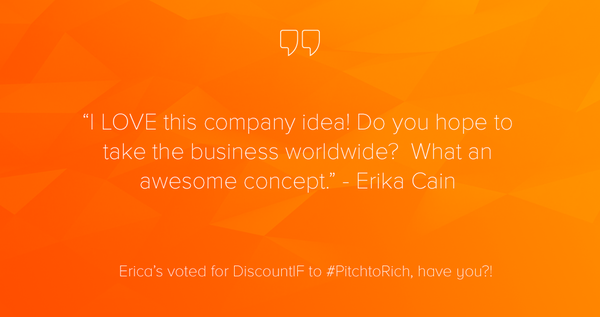 “I LOVE this company idea! Do you hope to
take the business worldwide?  What an
awesome concept.” - Erika Cain
Erica's voted for DiscountIF to #PitchtoRich, have you?!